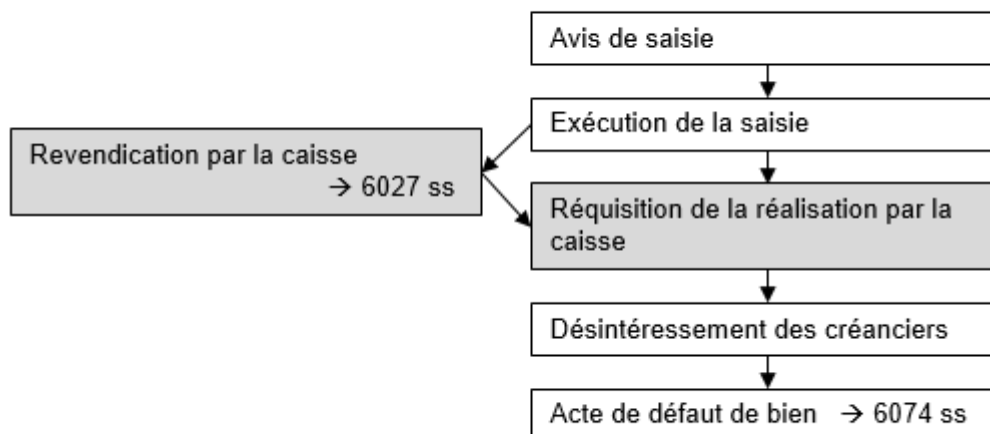 Avis de saisie
Exécution de la saisie
Revendication par la caisse
→ 6027 ss
Réquisition de la réalisation par la
caisse
Désintéressement des créanciers
Acte de défaut de bien → 6074 ss